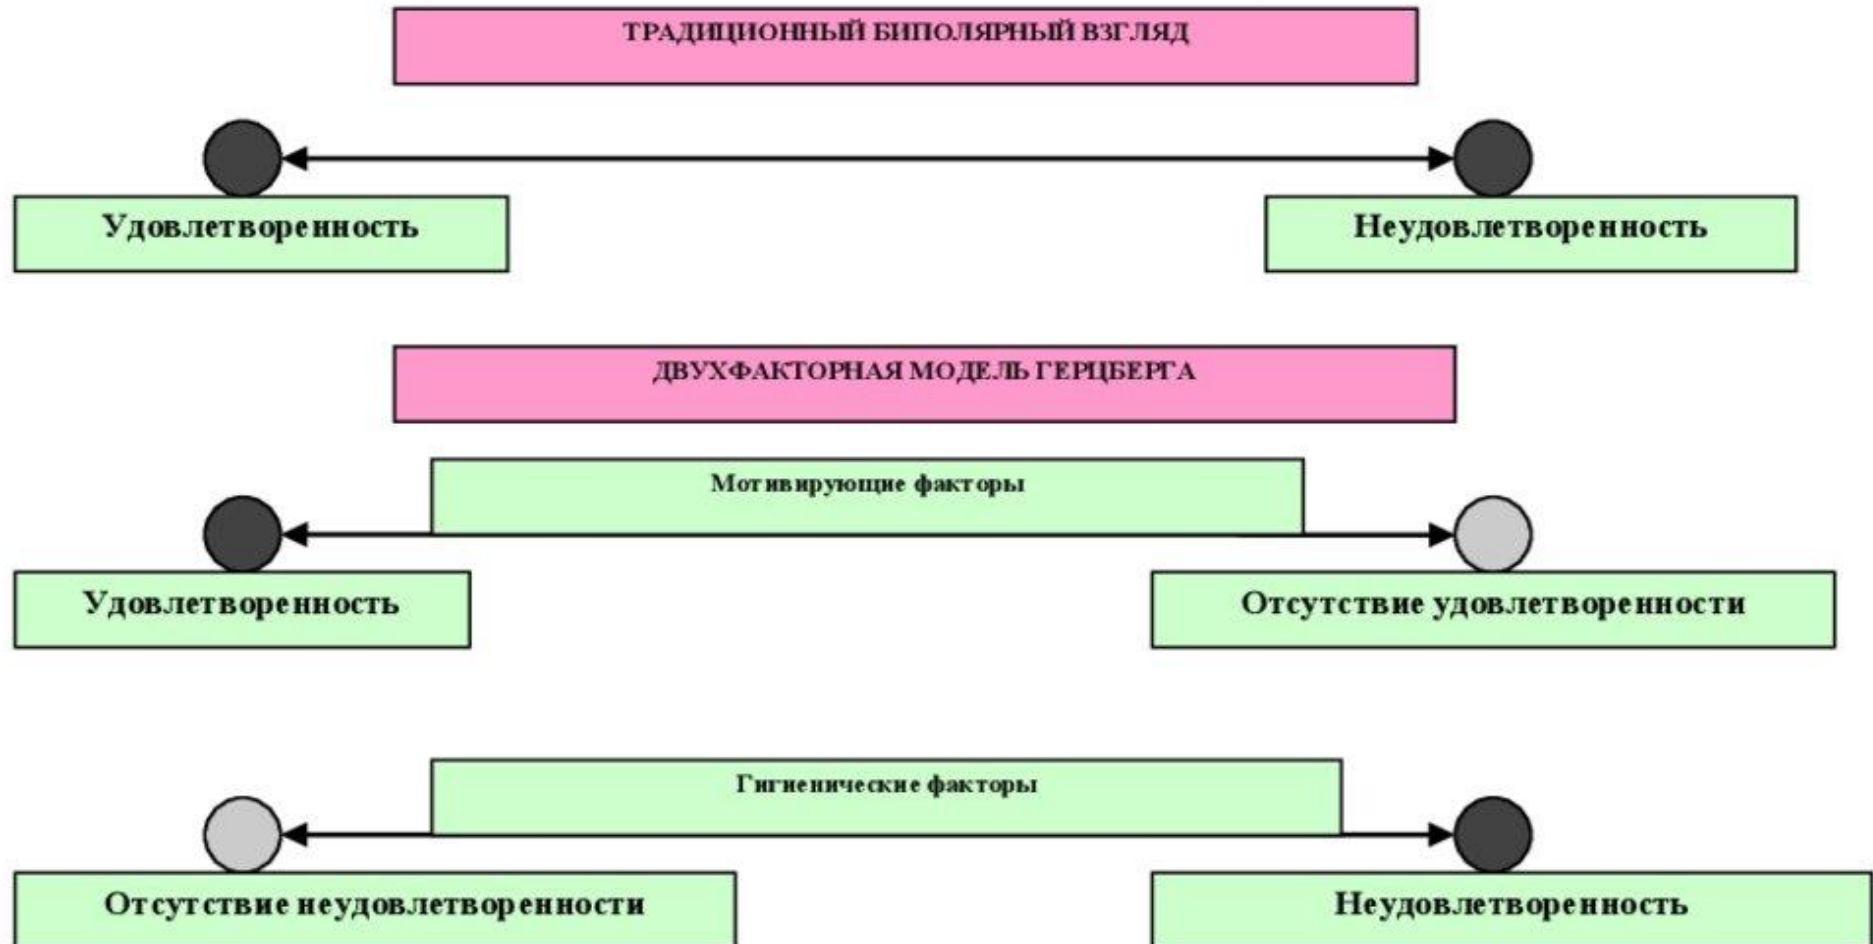 ТРАДИЦИОННЫЙ БИПОЛЯРНЫЙ ВЗГЛЯД
Удовлетворенность
Неудовлетворенность
ДВУХФАКТОРНАЯ МОДЕЛЬ ГЕРЦБЕРГА
Мотивирующие факторы
Удовлетворенность
Отсутствие удовлетворенности
Гигиенические факторы
Отсутствие неудовлетворенности
Неудовлетворенность